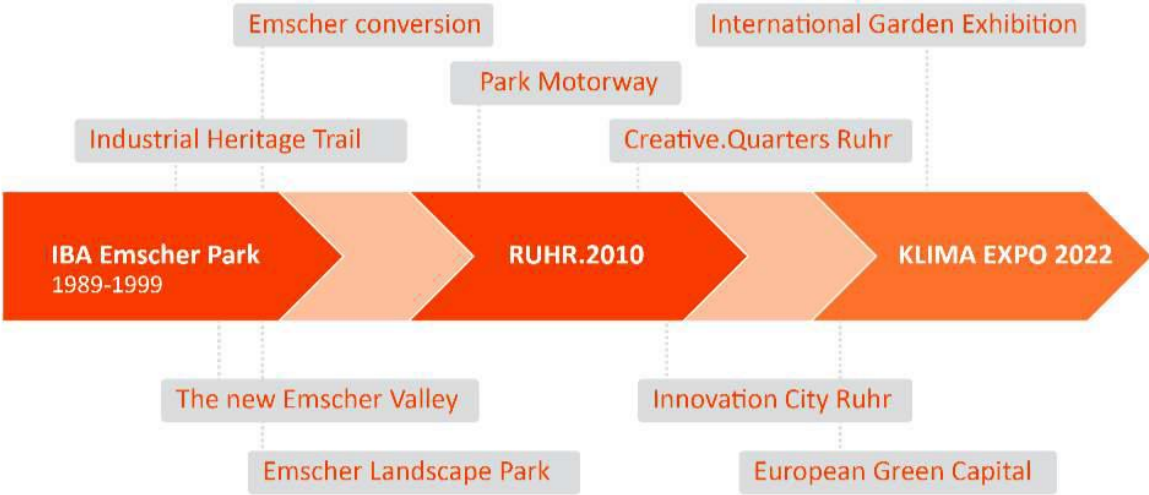 Emscher conversion
International Garden Exhibition
Park Motorway
Industrial Heritage Trail
Creative.Quarters Ruhr
IBA Emscher Park
1989-1999
RUHR.2010
KLIMA EXPO 2022
The new Emscher Valley
Innovation City Ruhr
Emscher Landscape Park
European Green Capital